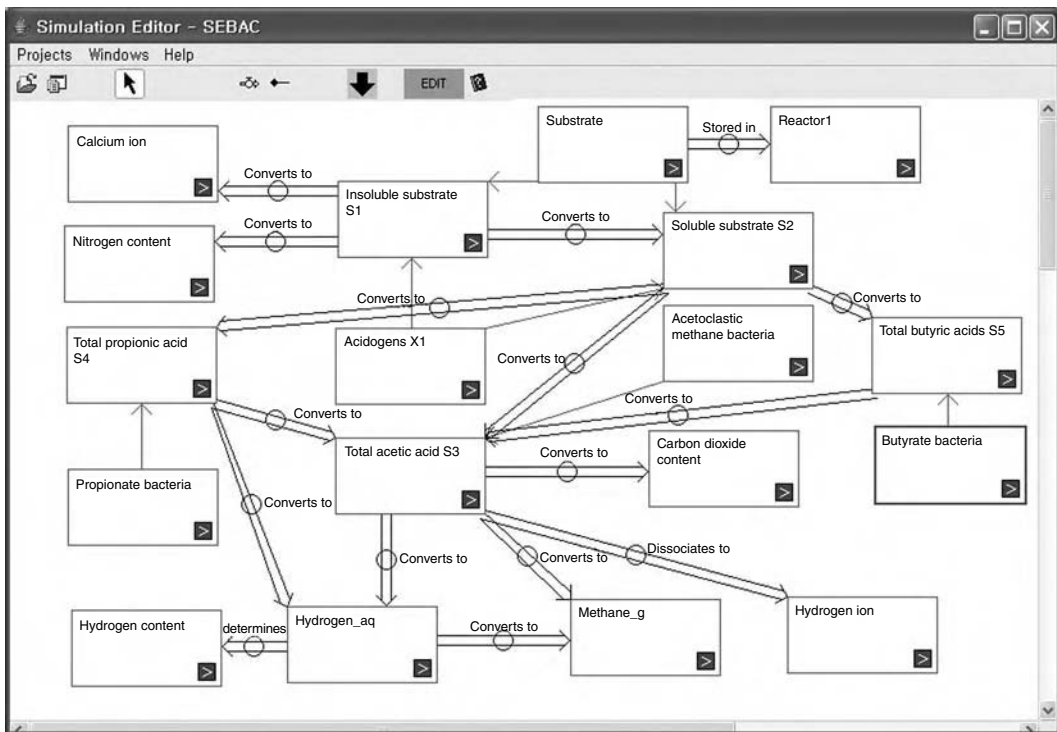 Simulation Editor - SEBAC
Projects Windows Help
EDIT
Substrate
Stored in
Reactor1
Calcium ion
Converts to
Insoluble substrate
S1
Converts to
Converts to
Soluble substrate S2
Nitrogen content
Converts to
Converts to
Acetoclastic
methane bacteria
Total butyric acids S5
Total propionic acid
S4
Acidogens X1
Converts to
Converts to
Converts to
Butyrate bacteria
Total acetic acid S3
Converts to
Carbon dioxide
content
Propionate bacteria
Converts to
Converts to
Converts to
Dissociates to
Hydrogen content
determines
Hydrogen_aq
Converts to
Methane_g
Hydrogen ion